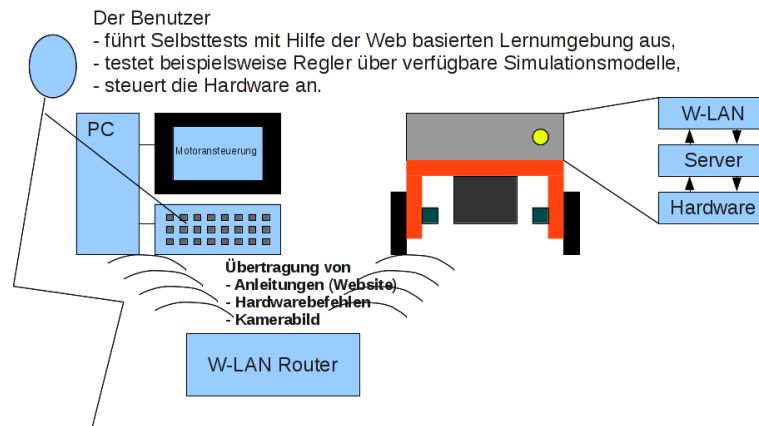 Der Benutzer
- führt Selbsttests mit Hilfe der Web basierten Lernumgebung aus,
- testet beispielsweise Regler über verfügbare Simulationsmodelle,
- steuert die Hardware an.
PC
Motoransteuerung
W-LAN
Server
Hardware
Übertragung von
- Anleitungen (Website)
- Hardwarebefehlen
- Kamerabild
W-LAN Router